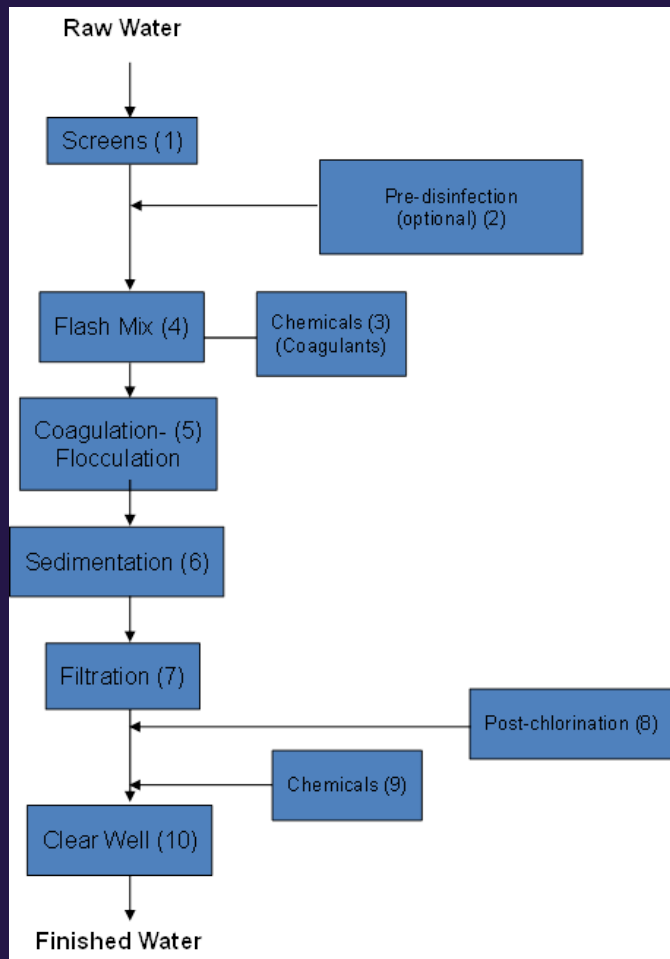 Raw Water
Screens (1)
Pre-disinfection
(optional) (2)
Flash Mix (4)
Chemicals (3)
(Coagulants)
Coagulation- (5)
Flocculation
Sedimentation (6)
Filtration (7)
Post-chlorination (8)
Chemicals (9)
Clear Well (10)
Finished Water